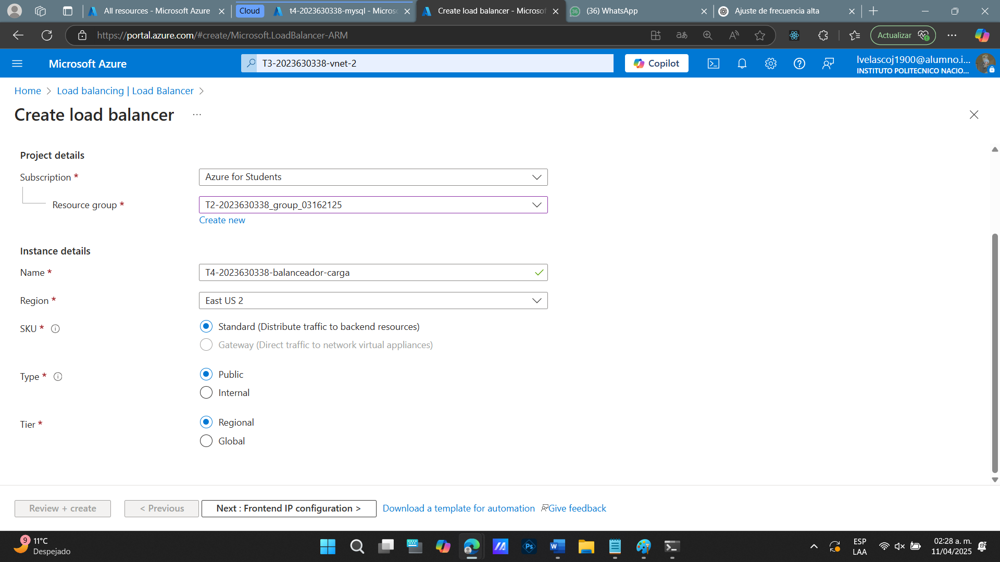 All resources - Microsoft Azure
Cloud
t4-2023630338-mysql - Micros
Create load balancer - Microsof
(36) WhatsApp
Ajuste de frecuencia alta
https://portal.azure.com/#create/Microsoft.LoadBalancer-ARM
Actualizar
Microsoft Azure
T3-2023630338-vnet-2
Copilot
lvelascoj1900@alumno.i...
INSTITUTO POLITECNICO NACIO...
Home > Load balancing | Load Balancer >
Create load balancer ...
Project details
Subscription *
Azure for Students
Resource group *
T2-2023630338_group_03162125
Create new
Instance details
Name *
T4-2023630338-balanceador-carga
Region *
East US 2
SKU *
Standard (Distribute traffic to backend resources)
Gateway (Direct traffic to network virtual appliances)
Type *
Public
Internal
Tier *
Regional
Global
Review + create
< Previous
Next : Frontend IP configuration >
Download a template for automation
Give feedback
9
11°C
Despejado
ESP
LAA
02:28 a. m.
11/04/2025